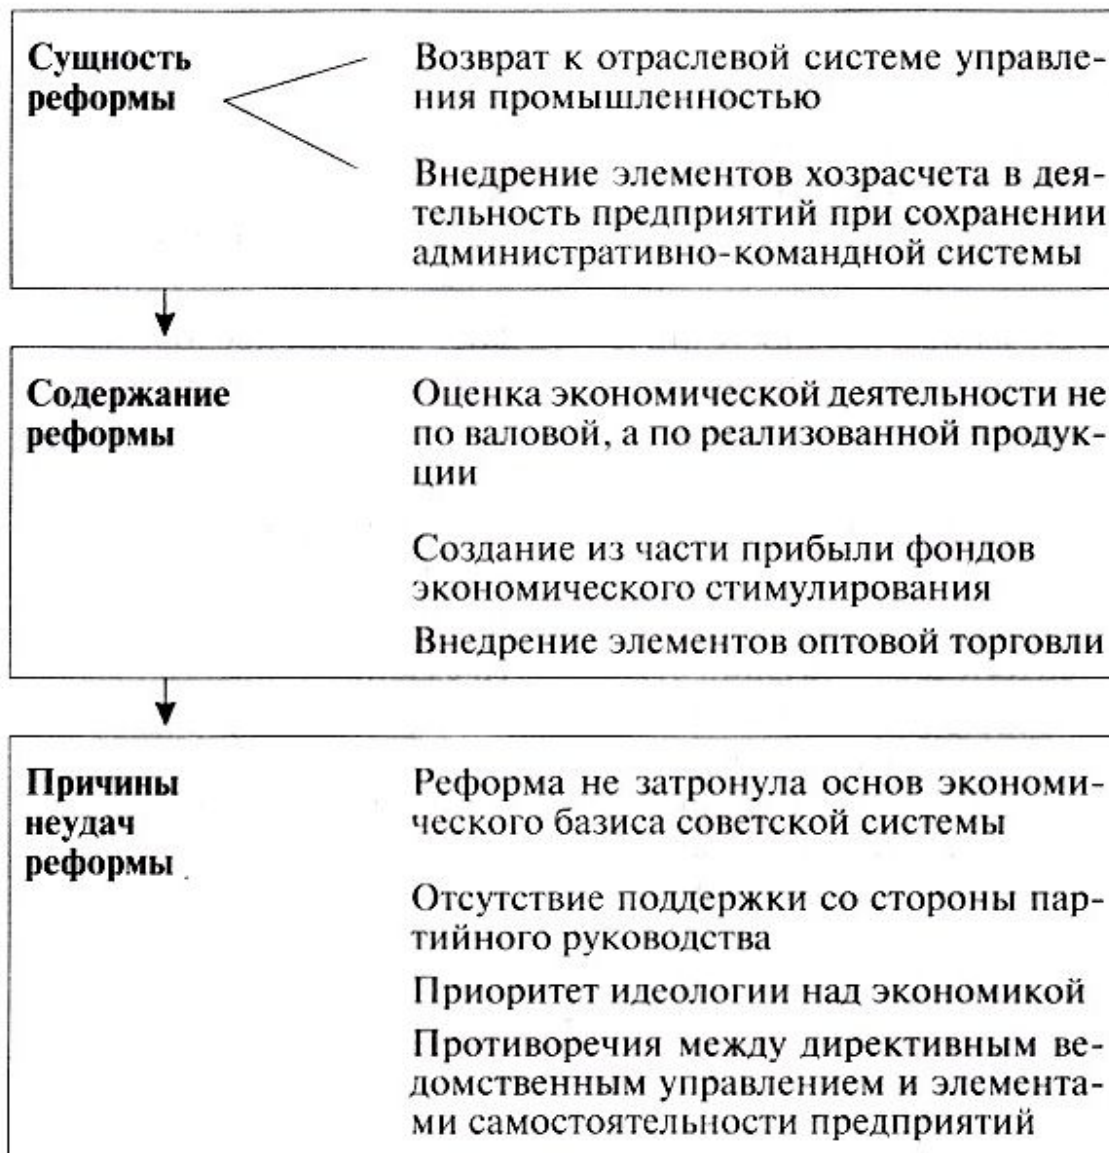 Сущность
реформы
Возврат к отраслевой системе управле-
ния промышленностью
Внедрение элементов хозрасчета в дея-
тельность предприятий при сохранении
административно-командной системы
Содержание
реформы
Оценка экономической деятельности не
по валовой, а по реализованной продук-
ции
Создание из части прибыли фондов
экономического стимулирования
Внедрение элементов оптовой торговли
Причины
неудач
реформы
Реформа не затронула основ экономи-
ческого базиса советской системы
Отсутствие поддержки со стороны пар-
тийного руководства
Приоритет идеологии над экономикой
Противоречия между директивным ве-
домственным управлением и элемента-
ми самостоятельности предприятий